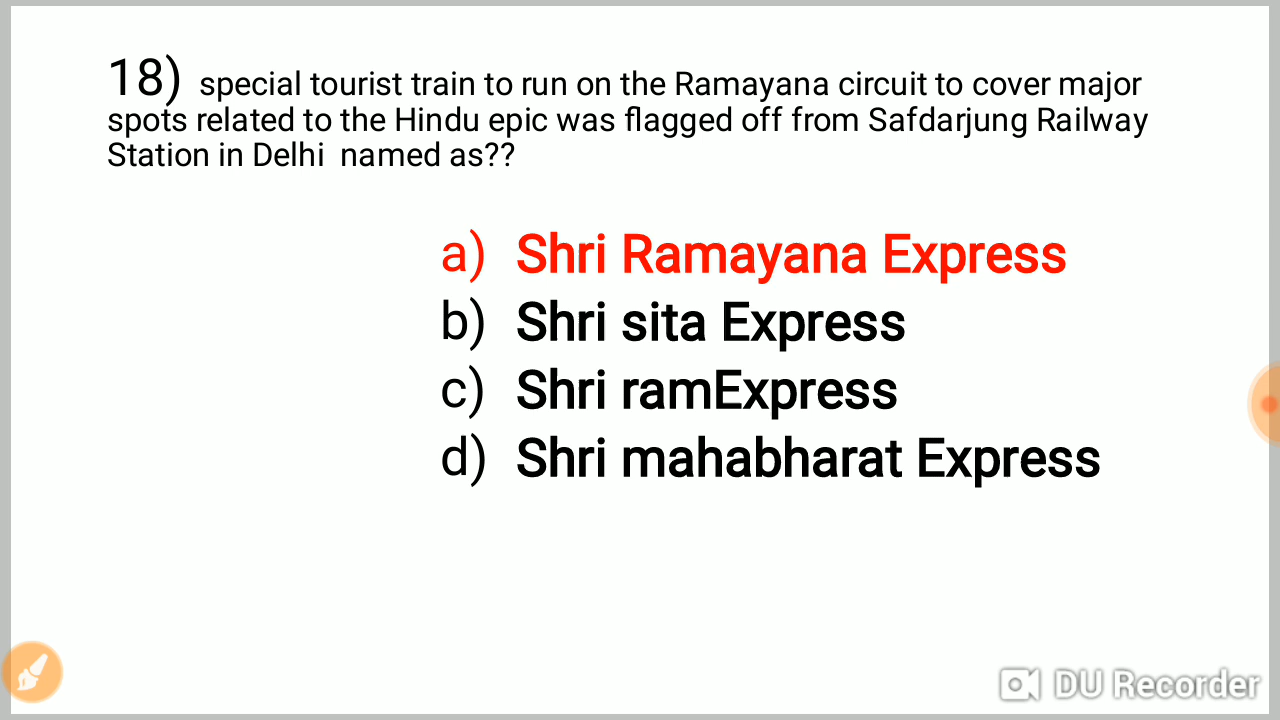 18) special tourist train to run on the Ramayana circuit to cover major
spots related to the Hindu epic was flagged off from Safdarjung Railway
Station in Delhi named as??
a) Shri Ramayana Express
b) Shri sita Express
c) Shri ramExpress
d) Shri mahabharat Express
DU Recorder